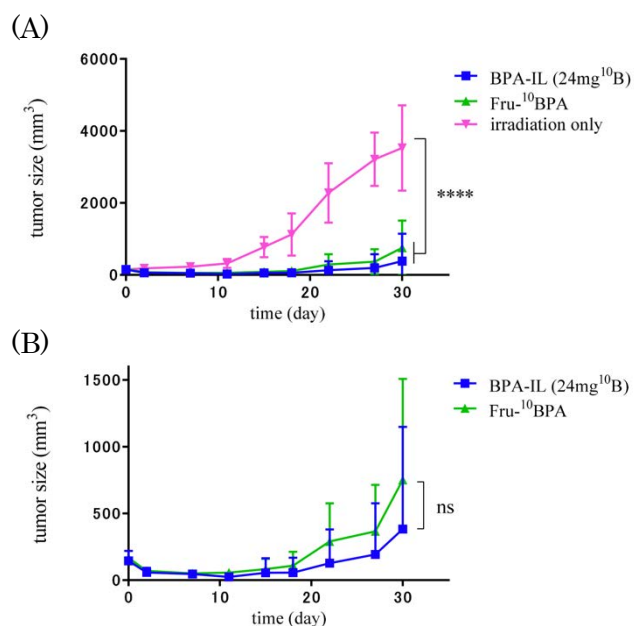 (A)
6000
4000
2000
0
tumor size (mm³)
0 10 20 30
time (day)
BPA-IL (24mg¹⁰B)
Fru-¹⁰BPA
irradiation only
****
(B)
1500
1000
500
0
tumor size (mm³)
0 10 20 30
time (day)
BPA-IL (24mg¹⁰B)
Fru-¹⁰BPA
ns